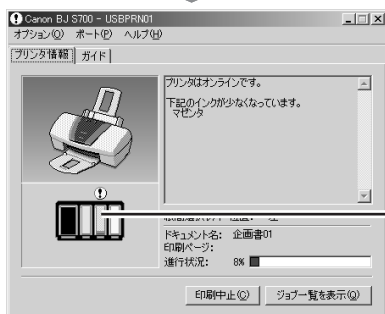 Canon BJ S700 - USBPRN01
オプション(O) ポート(P) ヘルプ(H)
プリンタ情報 ガイド
プリンタはオンラインです。
下記のインクが少なくなっています。
マゼンタ
ドキュメント名: 企画書01
印刷ページ:
進行状況: 8%
印刷中止(C) ジョブ一覧を表示(Q)